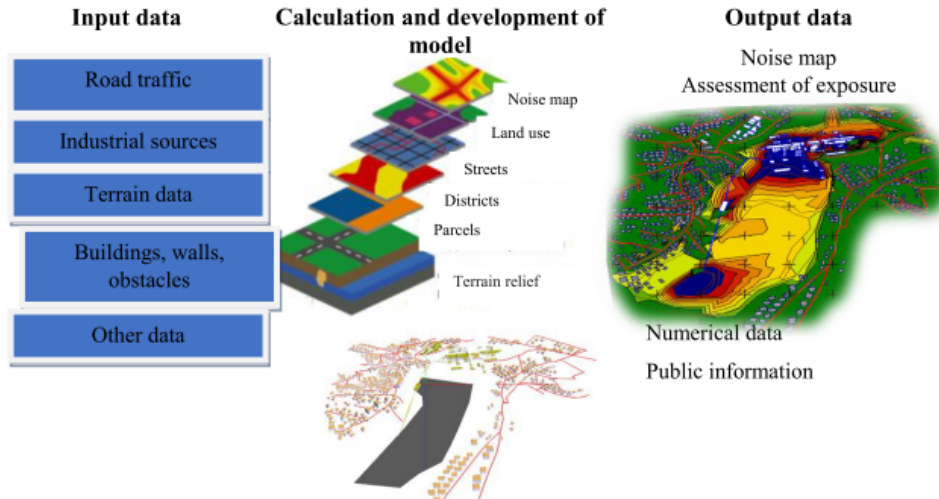 Input data
Road traffic
Industrial sources
Terrain data
Buildings, walls,
obstacles
Other data
Calculation and development of
model
Noise map
Land use
Streets
Districts
Parcels
Terrain relief
Output data
Noise map
Assessment of exposure
Numerical data
Public information